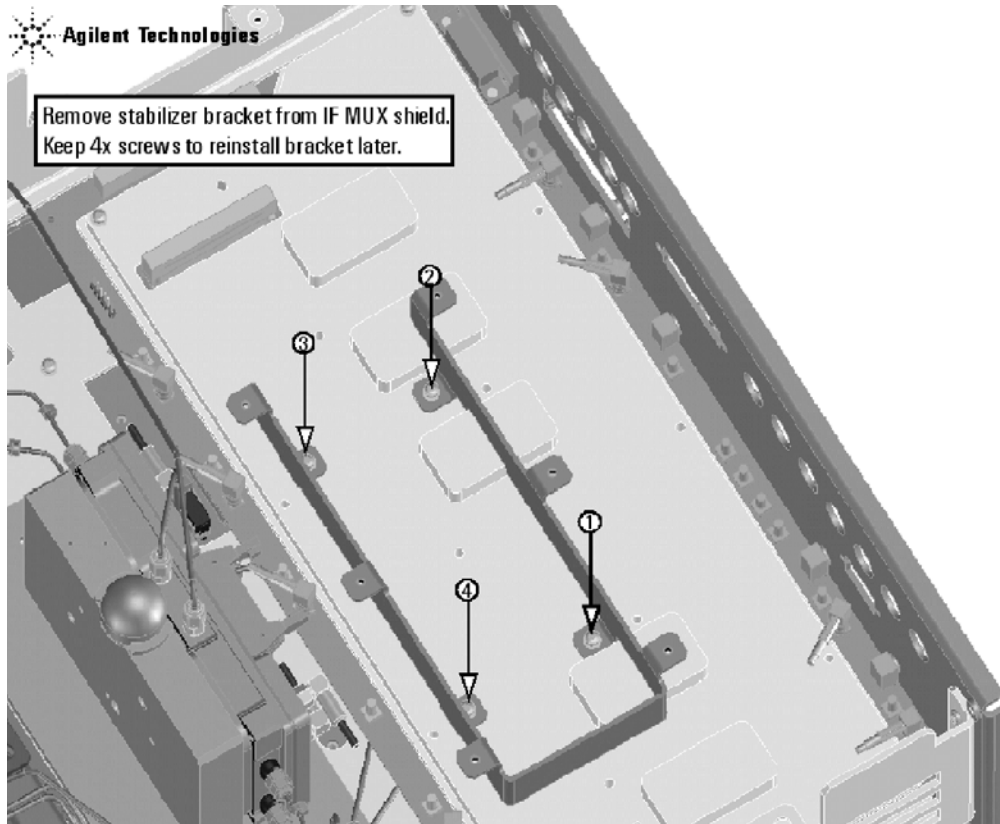 Agilent Technologies
Remove stabilizer bracket from IF MUX shield.
Keep 4x screws to reinstall bracket later.
2
3
1
4